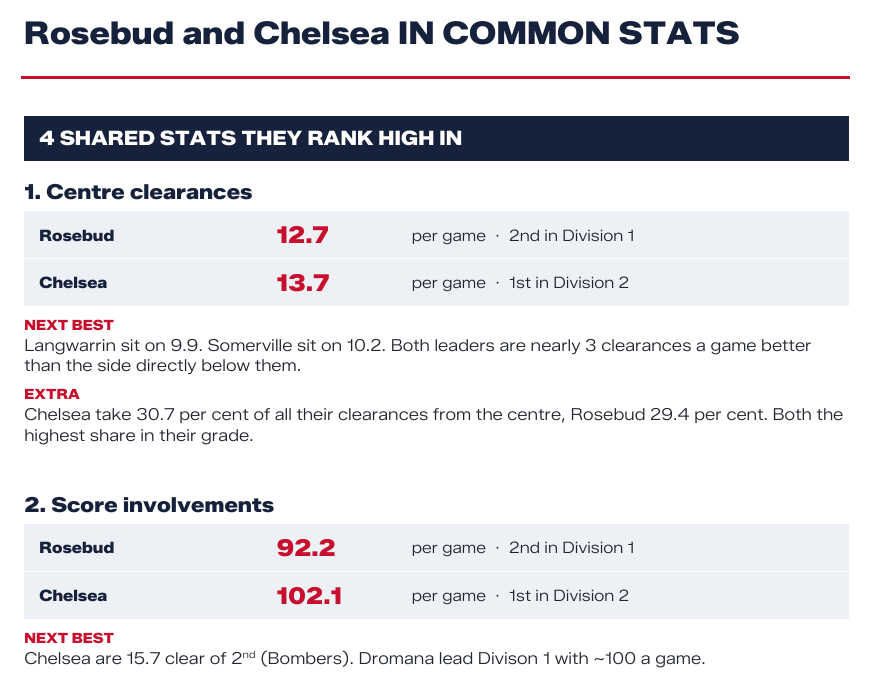 Rosebud and Chelsea IN COMMON STATS
4 SHARED STATS THEY RANK HIGH IN
1. Centre clearances
Rosebud 12.7 per game · 2nd in Division 1
Chelsea 13.7 per game · 1st in Division 2
NEXT BEST
Langwarrin sit on 9.9. Somerville sit on 10.2. Both leaders are nearly 3 clearances a game better
than the side directly below them.
EXTRA
Chelsea take 30.7 per cent of all their clearances from the centre, Rosebud 29.4 per cent. Both the
highest share in their grade.
2. Score involvements
Rosebud 92.2 per game · 2nd in Division 1
Chelsea 102.1 per game · 1st in Division 2
NEXT BEST
Chelsea are 15.7 clear of 2nd (Bombers). Dromana lead Divison 1 with ~100 a game.